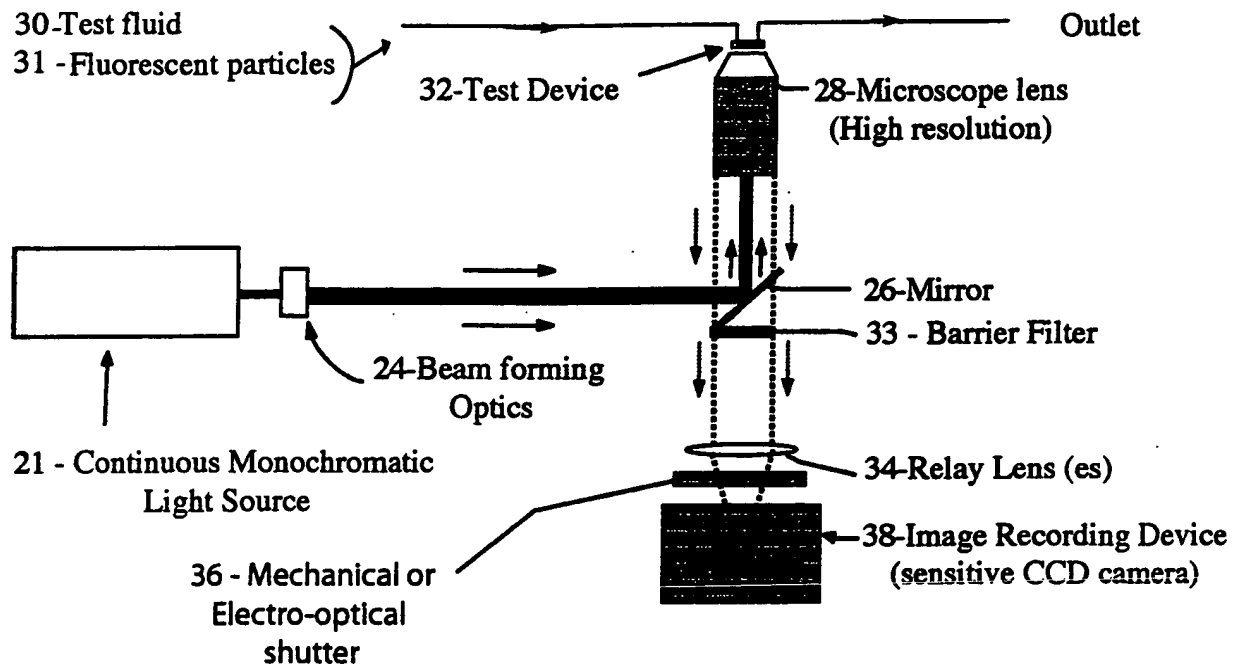 30-Test fluid
31 - Fluorescent particles
Outlet
32-Test Device
28-Microscope lens
(High resolution)
26-Mirror
33 - Barrier Filter
24-Beam forming
Optics
21 - Continuous Monochromatic
Light Source
34-Relay Lens (es)
38-Image Recording Device
(sensitive CCD camera)
36 - Mechanical or
Electro-optical
shutter